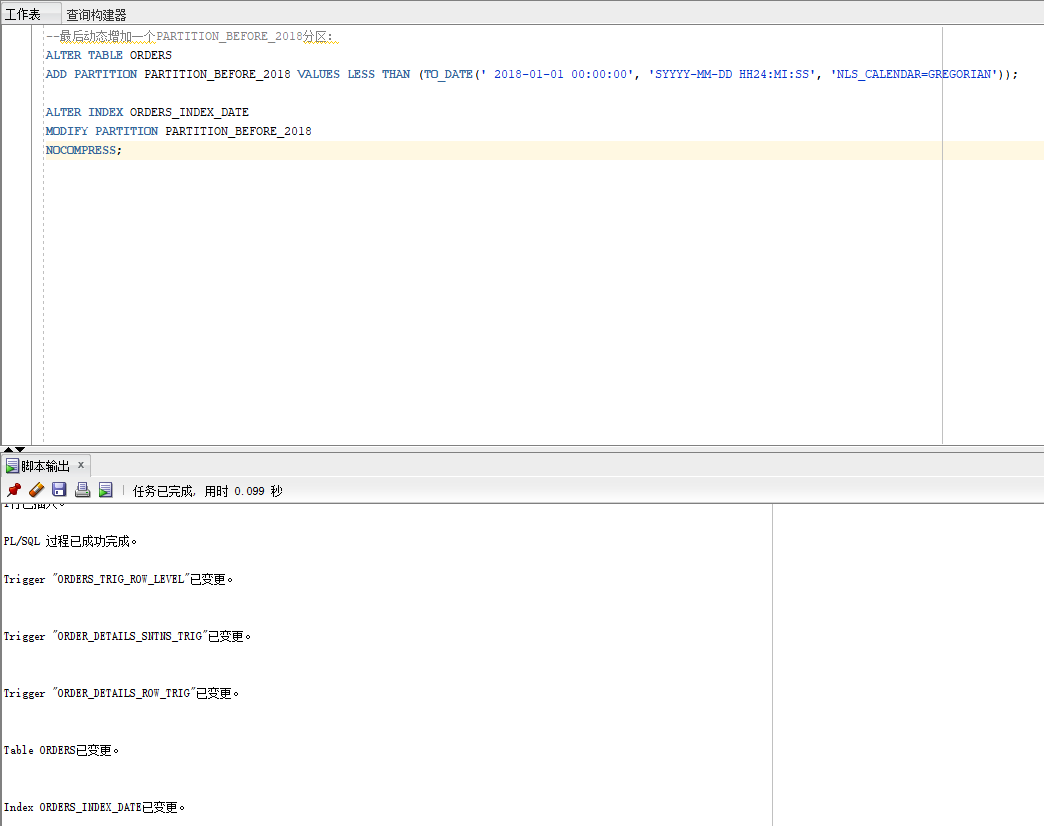 工作表 查询构建器
--最后动态增加一个PARTITION_BEFORE_2018分区：
ALTER TABLE ORDERS
ADD PARTITION PARTITION_BEFORE_2018 VALUES LESS THAN (TO_DATE(' 2018-01-01 00:00:00', 'SYYYY-MM-DD HH24:MI:SS', 'NLS_CALENDAR=GREGORIAN'));
ALTER INDEX ORDERS_INDEX_DATE
MODIFY PARTITION PARTITION_BEFORE_2018
NOCOMPRESS;
脚本输出 x
任务已完成, 用时 0.099 秒
1行已插入。
PL/SQL 过程已成功完成。
Trigger "ORDERS_TRIG_ROW_LEVEL"已变更。
Trigger "ORDER_DETAILS_SNTNS_TRIG"已变更。
Trigger "ORDER_DETAILS_ROW_TRIG"已变更。
Table ORDERS已变更。
Index ORDERS_INDEX_DATE已变更。